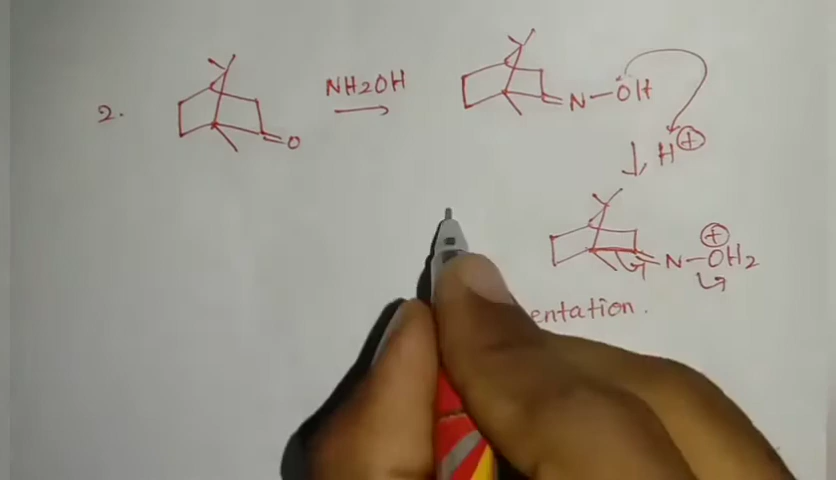 2.
O
NH2OH
N-OH
H⊕
⊕
N-OH2
entation.